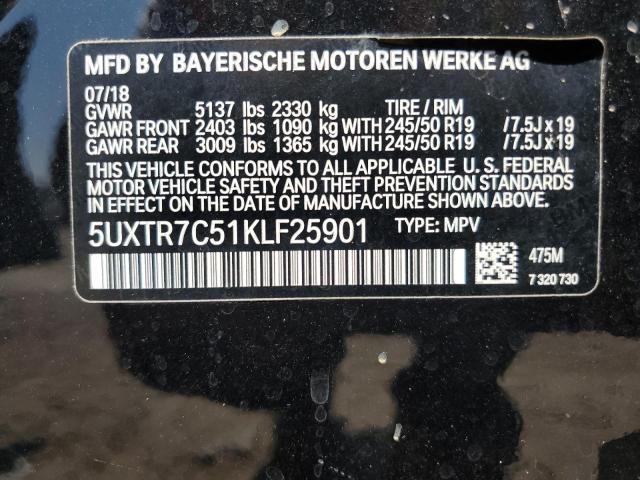 MFD BY BAYERISCHE MOTOREN WERKE AG
07/18
GVWR 5137 lbs 2330 kg TIRE / RIM
GAWR FRONT 2403 lbs 1090 kg WITH 245/50 R19 /7.5J x 19
GAWR REAR 3009 lbs 1365 kg WITH 245/50 R19 /7.5J x 19
THIS VEHICLE CONFORMS TO ALL APPLICABLE U. S. FEDERAL
MOTOR VEHICLE SAFETY AND THEFT PREVENTION STANDARDS
IN EFFECT ON THE DATE OF MANUFACTURE SHOWN ABOVE.
5UXTR7C51KLF25901 TYPE: MPV
475M
7 320 730